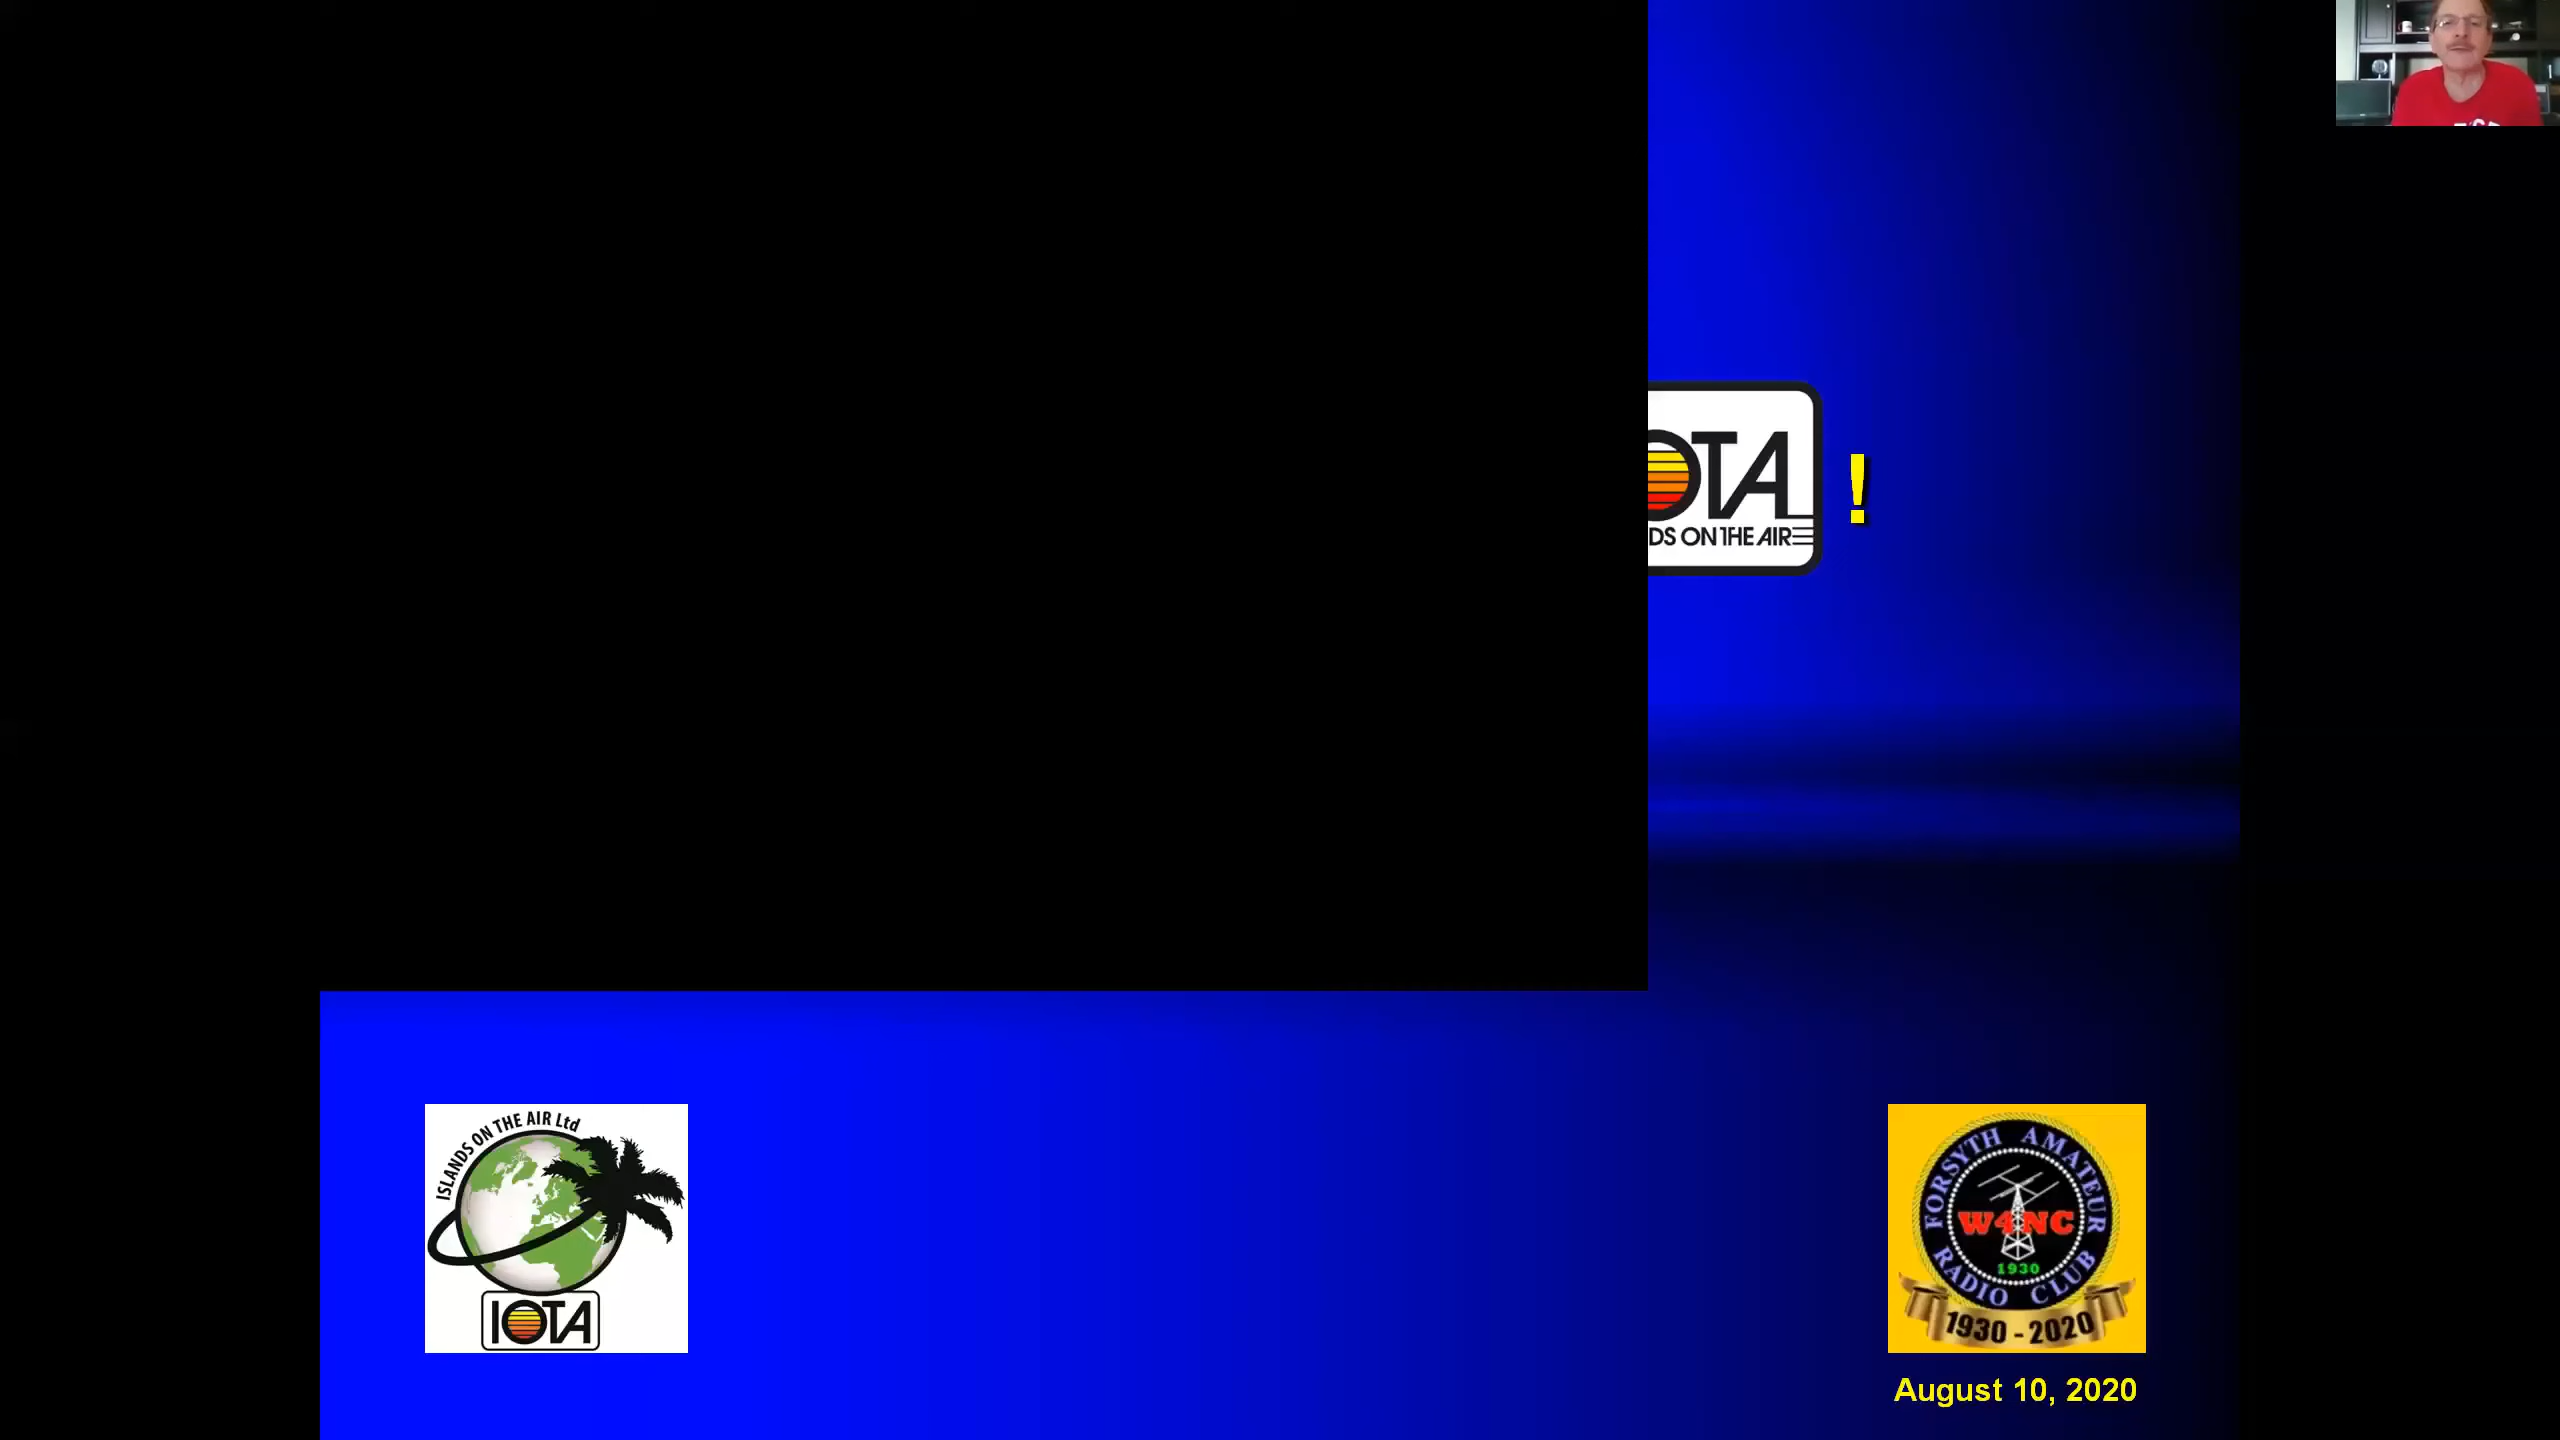 OTA
DS ON THE AIR
!
ISLANDS ON THE AIR Ltd
IOTA
FORSYTH AMATEUR
W4NC
1930
RADIO CLUB
1930 - 2020
August 10, 2020